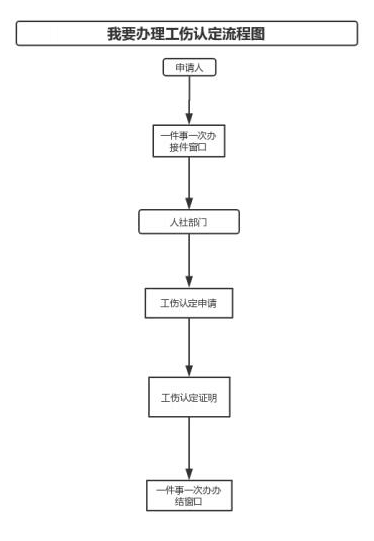 我要办理工伤认定流程图
申请人
一件事一次办
接件窗口
人社部门
工伤认定申请
工伤认定证明
一件事一次办办
结窗口